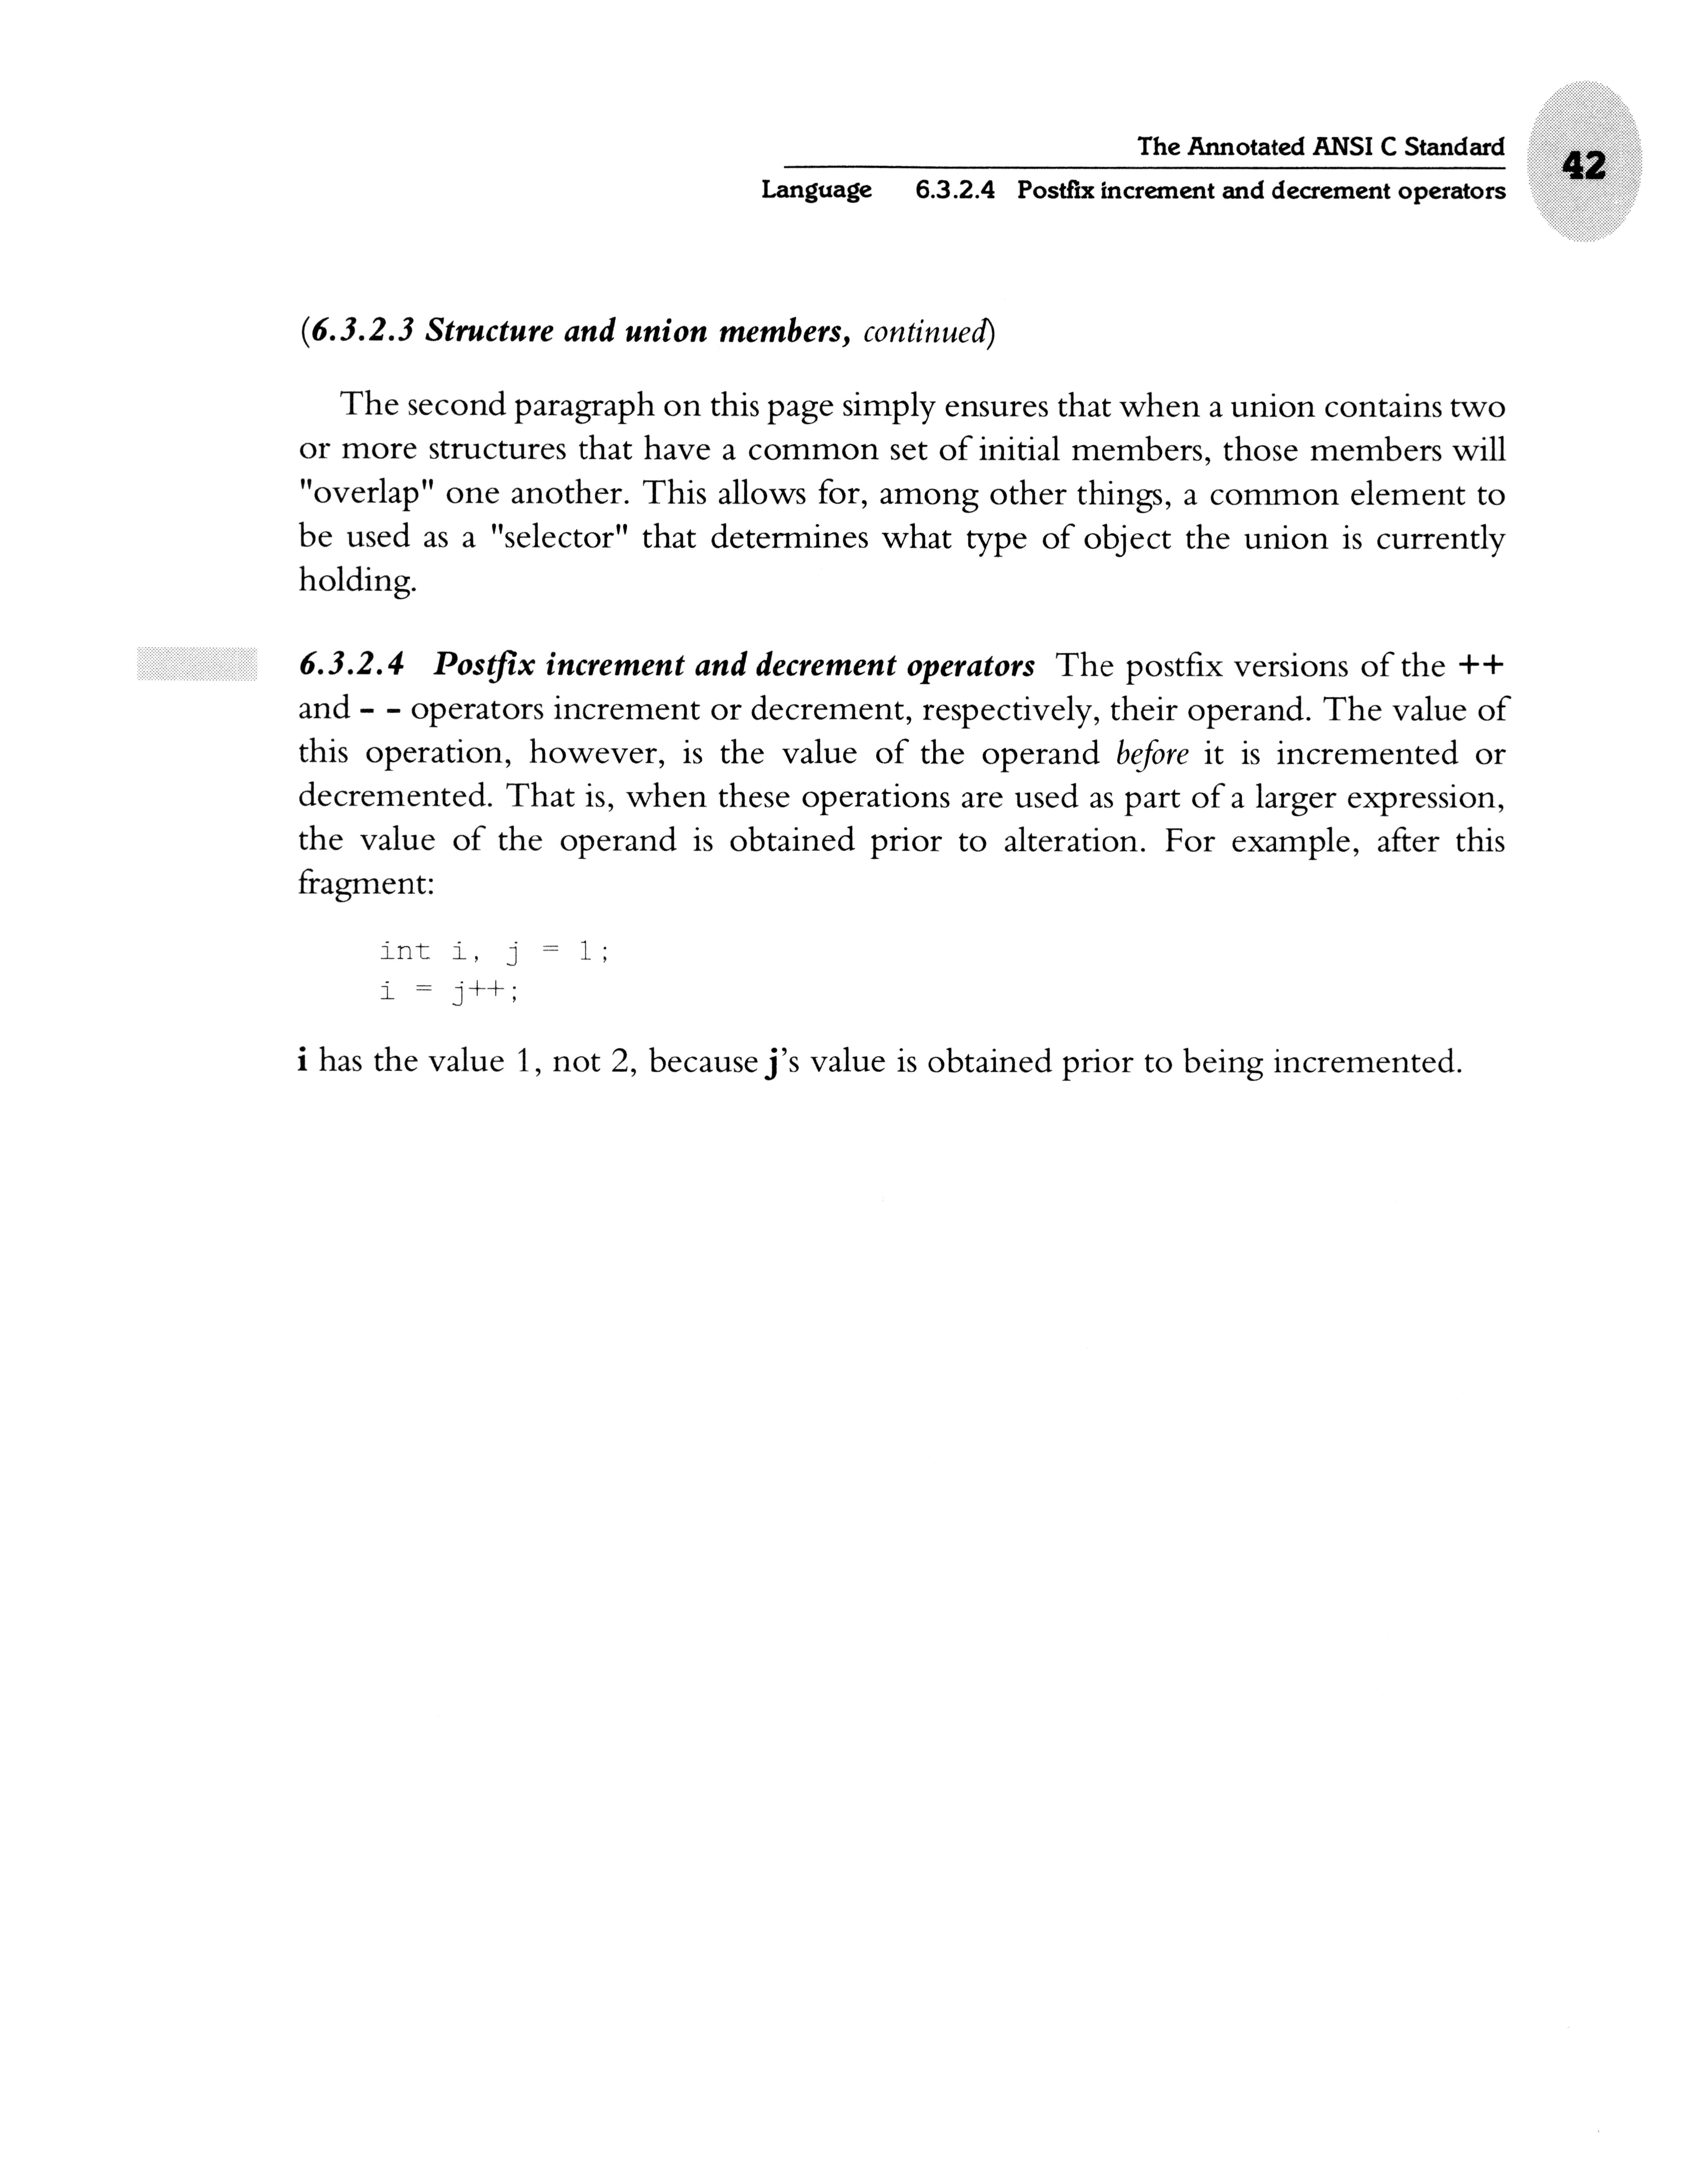 The Annotated ANSI C Standard
42
Language 6.3.2.4 Postfix increment and decrement operators
(6.3.2.3 Structure and union members, continued)
The second paragraph on this page simply ensures that when a union contains two
or more structures that have a common set of initial members, those members will
"overlap" one another. This allows for, among other things, a common element to
be used as a "selector" that determines what type of object the union is currently
holding.
6.3.2.4 Postfix increment and decrement operators The postfix versions of the ++
and - - operators increment or decrement, respectively, their operand. The value of
this operation, however, is the value of the operand before it is incremented or
decremented. That is, when these operations are used as part of a larger expression,
the value of the operand is obtained prior to alteration. For example, after this
fragment:
int i, j = 1;
i = j++;
i has the value 1, not 2, because j's value is obtained prior to being incremented.